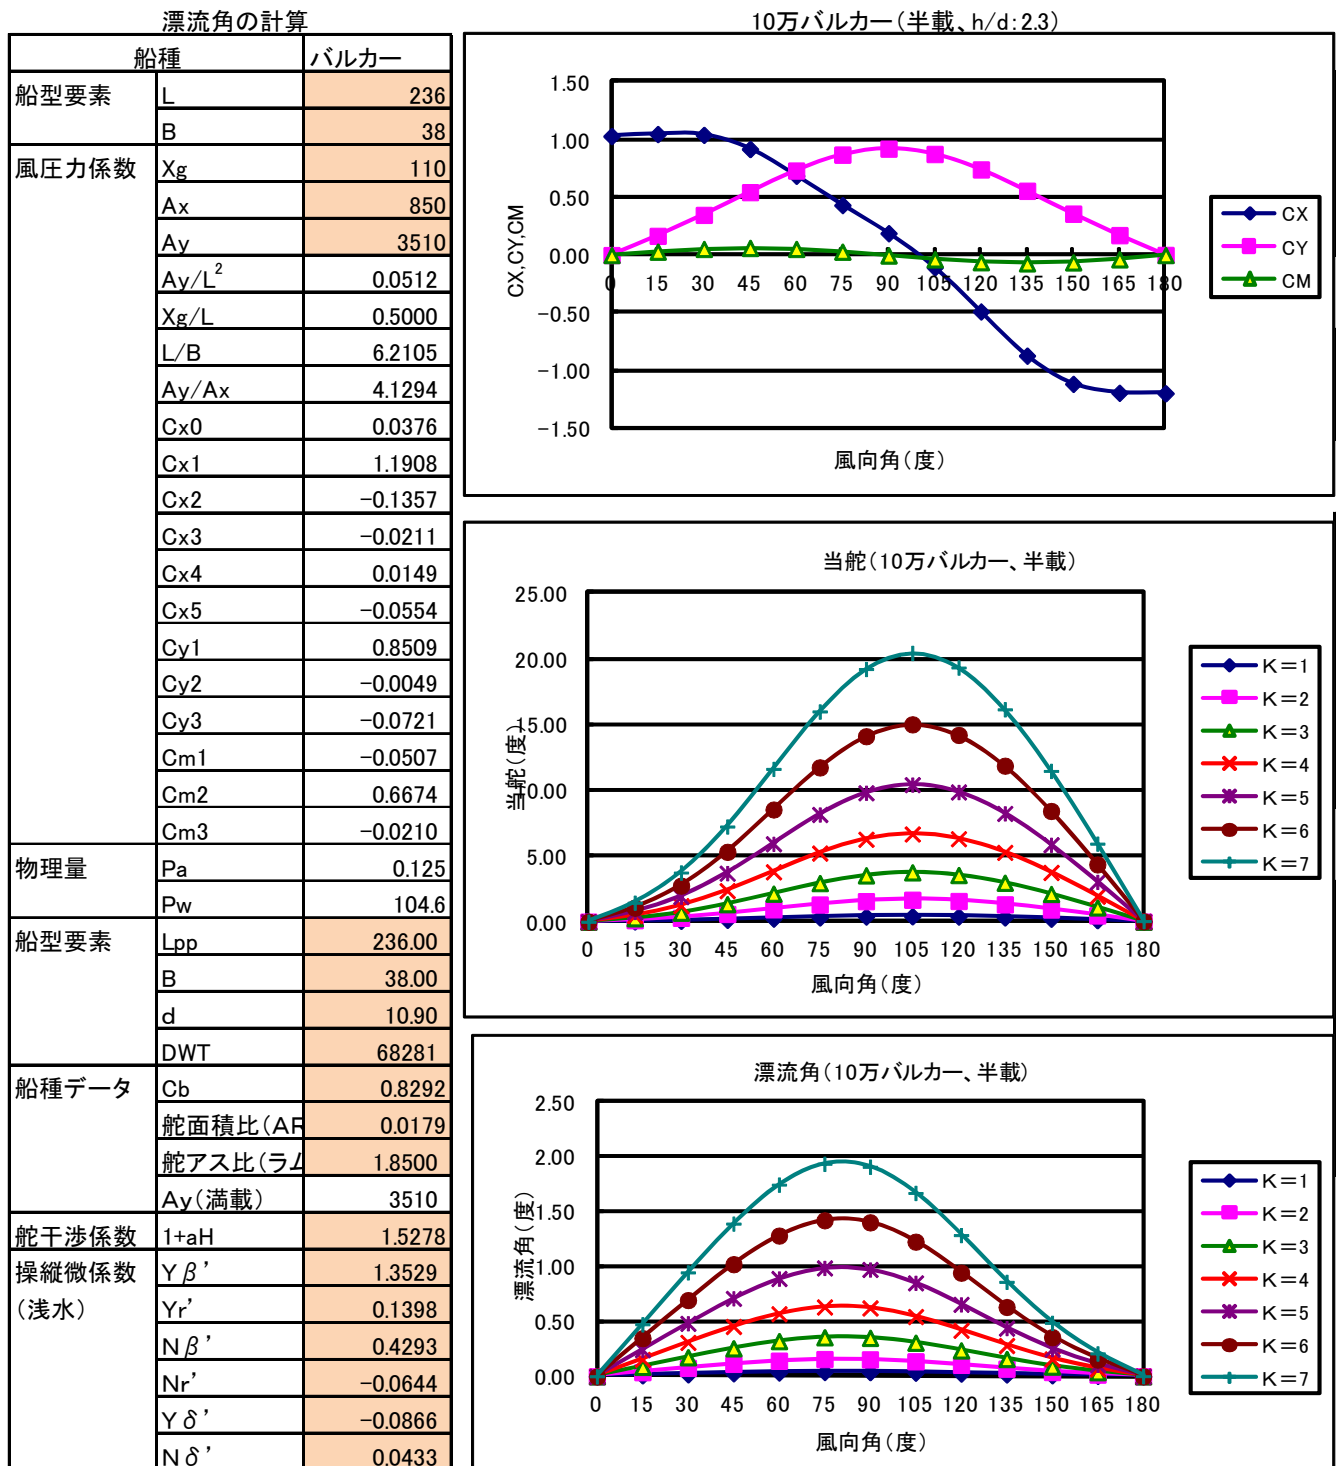 漂流角の計算
船種 バルカー
船型要素 L 236
B 38
風圧力係数 Xg 110
Ax 850
Ay 3510
Ay/L² 0.0512
Xg/L 0.5000
L/B 6.2105
Ay/Ax 4.1294
Cx0 0.0376
Cx1 1.1908
Cx2 −0.1357
Cx3 −0.0211
Cx4 0.0149
Cx5 −0.0554
Cy1 0.8509
Cy2 −0.0049
Cy3 −0.0721
Cm1 −0.0507
Cm2 0.6674
Cm3 −0.0210
物理量 Pa 0.125
Pw 104.6
船型要素 Lpp 236.00
B 38.00
d 10.90
DWT 68281
船種データ Cb 0.8292
舵面積比(AR 0.0179
舵アス比(ラム 1.8500
Ay(満載) 3510
舵干渉係数 1+aH 1.5278
操縦微係数 Yβ' 1.3529
(浅水) Yr' 0.1398
Nβ' 0.4293
Nr' −0.0644
Yδ' −0.0866
Nδ' 0.0433
10万バルカー(半載、h/d:2.3)
1.50
1.00
0.50
0.00
−0.50
−1.00
−1.50
CX,CY,CM
0 15 30 45 60 75 90 105 120 135 150 165 180
風向角(度)
CX
CY
CM
当舵(10万バルカー、半載)
25.00
20.00
15.00
10.00
5.00
0.00
当舵(度)
0 15 30 45 60 75 90 105 120 135 150 165 180
風向角(度)
K=1
K=2
K=3
K=4
K=5
K=6
K=7
漂流角(10万バルカー、半載)
2.50
2.00
1.50
1.00
0.50
0.00
漂流角(度)
0 15 30 45 60 75 90 105 120 135 150 165 180
風向角(度)
K=1
K=2
K=3
K=4
K=5
K=6
K=7